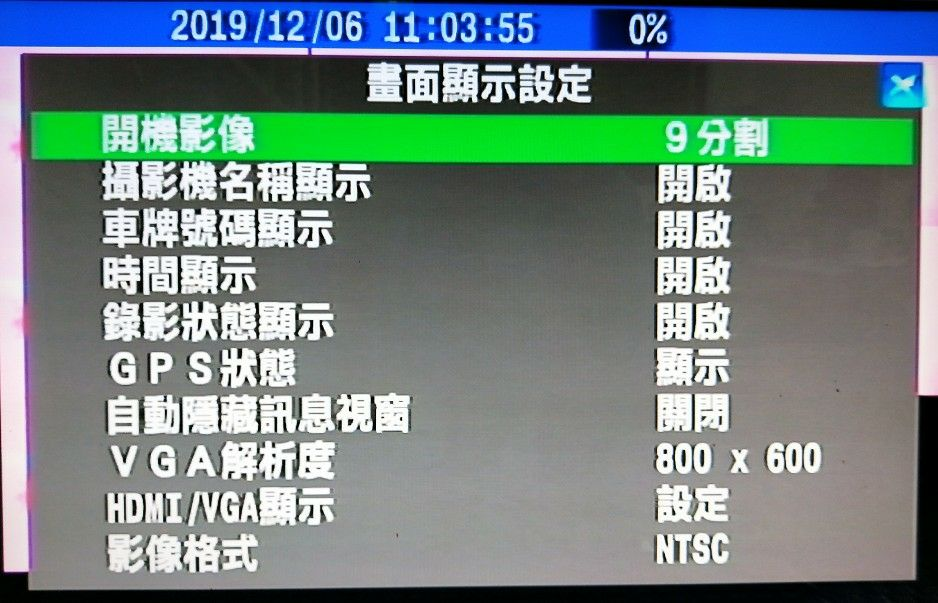 2019/12/06 11:03:55 0%
畫面顯示設定
開機影像 9分割
攝影機名稱顯示 開啟
車牌號碼顯示 開啟
時間顯示 開啟
錄影狀態顯示 開啟
GPS狀態 顯示
自動隱藏訊息視窗 關閉
VGA解析度 800 x 600
HDMI/VGA顯示 設定
影像格式 NTSC